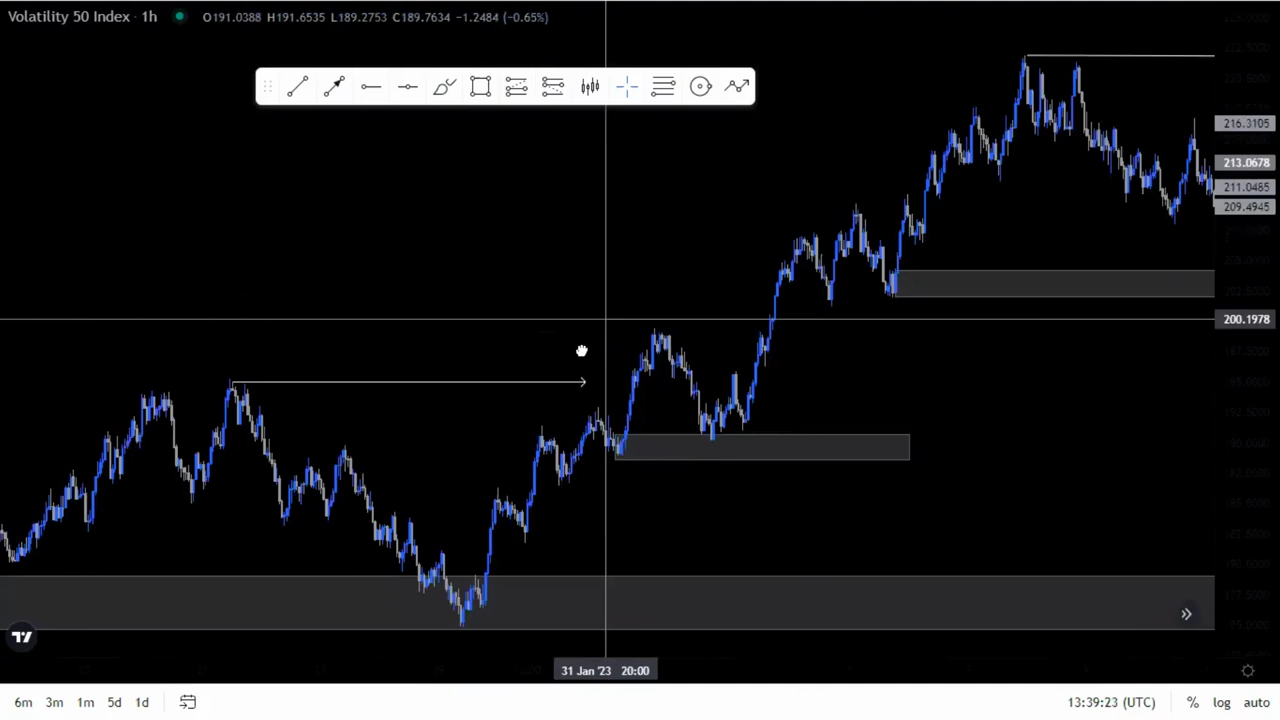 Volatility 50 Index · 1h O191.0388 H191.6535 L189.2753 C189.7634 −1.2484 (−0.65%)
216.3105
213.0678
211.0485
209.4945
200.1978
31 Jan '23 20:00
6m 3m 1m 5d 1d 13:39:23 (UTC) % log auto